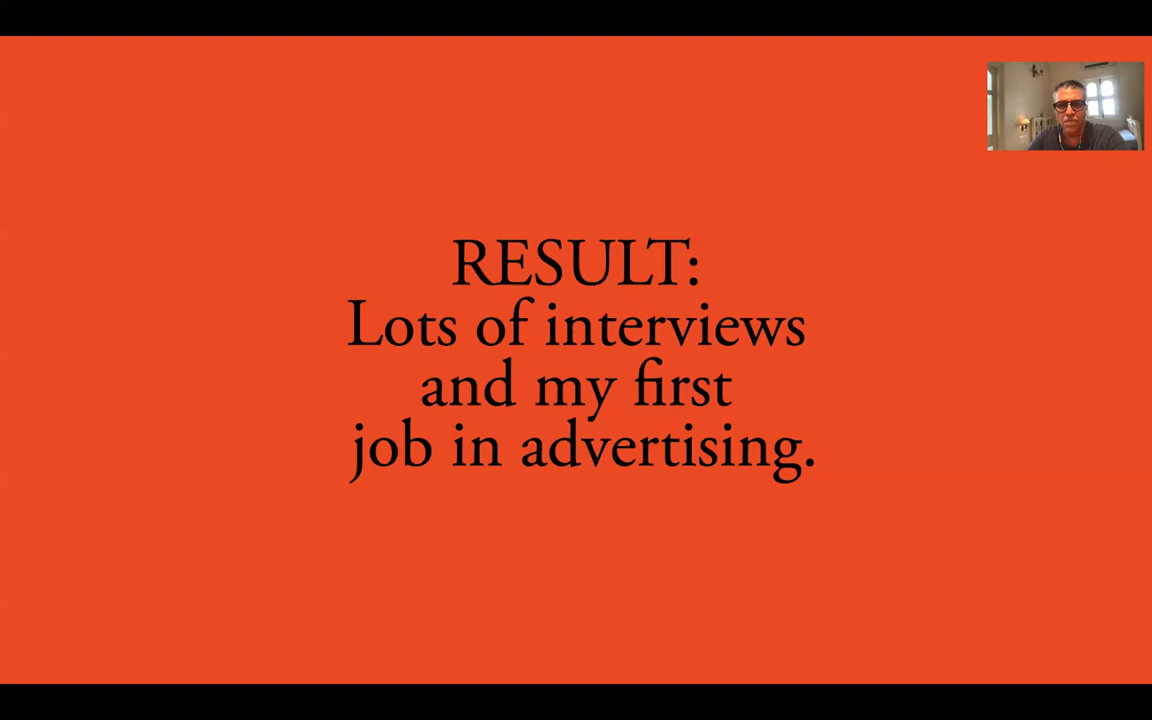 RESULT:
Lots of interviews
and my first
job in advertising.